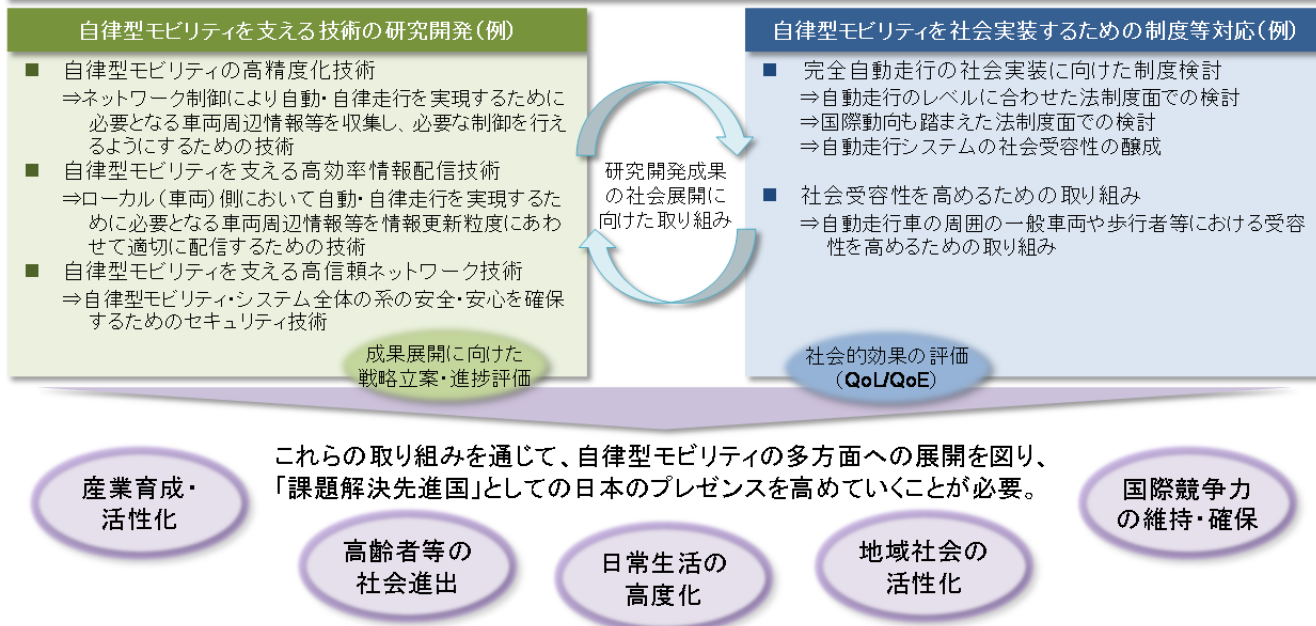 自律型モビリティを支える技術の研究開発(例)
■ 自律型モビリティの高精度化技術
⇒ネットワーク制御により自動・自律走行を実現するために
必要となる車両周辺情報等を収集し、必要な制御を行え
るようにするための技術
■ 自律型モビリティを支える高効率情報配信技術
⇒ローカル(車両)側において自動・自律走行を実現するた
めに必要となる車両周辺情報等を情報更新粒度にあわ
せて適切に配信するための技術
■ 自律型モビリティを支える高信頼ネットワーク技術
⇒自律型モビリティ・システム全体の系の安全・安心を確保
するためのセキュリティ技術
成果展開に向けた
戦略立案・進捗評価
研究開発成果
の社会展開に
向けた取り組み
自律型モビリティを社会実装するための制度等対応(例)
■ 完全自動走行の社会実装に向けた制度検討
⇒自動走行のレベルに合わせた法制度面での検討
⇒国際動向も踏まえた法制度面での検討
⇒自動走行システムの社会受容性の醸成
■ 社会受容性を高めるための取り組み
⇒自動走行車の周囲の一般車両や歩行者等における受容
性を高めるための取り組み
社会的効果の評価
(QoL/QoE)
これらの取り組みを通じて、自律型モビリティの多方面への展開を図り、
「課題解決先進国」としての日本のプレゼンスを高めていくことが必要。
産業育成・
活性化
高齢者等の
社会進出
日常生活の
高度化
地域社会の
活性化
国際競争力
の維持・確保